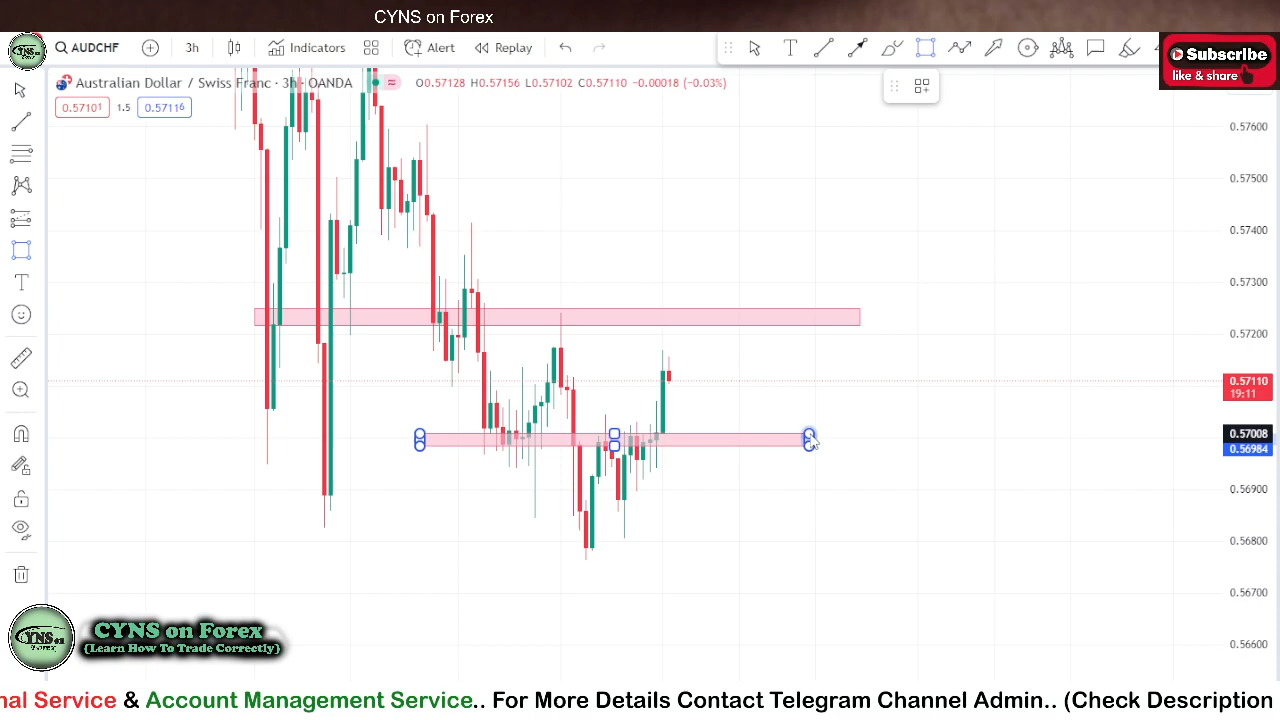 CYNS on Forex
AUDCHF
3h
Indicators
Alert
Replay
Subscribe
like & share
Australian Dollar / Swiss Franc · 3h · OANDA
O0.57128 H0.57156 L0.57102 C0.57110 −0.00018 (−0.03%)
0.57101 1.5 0.57116
0.57600
0.57500
0.57400
0.57300
0.57200
0.57110
19:11
0.57008
0.56984
0.56900
0.56800
0.56700
0.56600
CYNS on Forex
{Learn How To Trade Correctly}
nal Service & Account Management Service.. For More Details Contact Telegram Channel Admin.. (Check Description